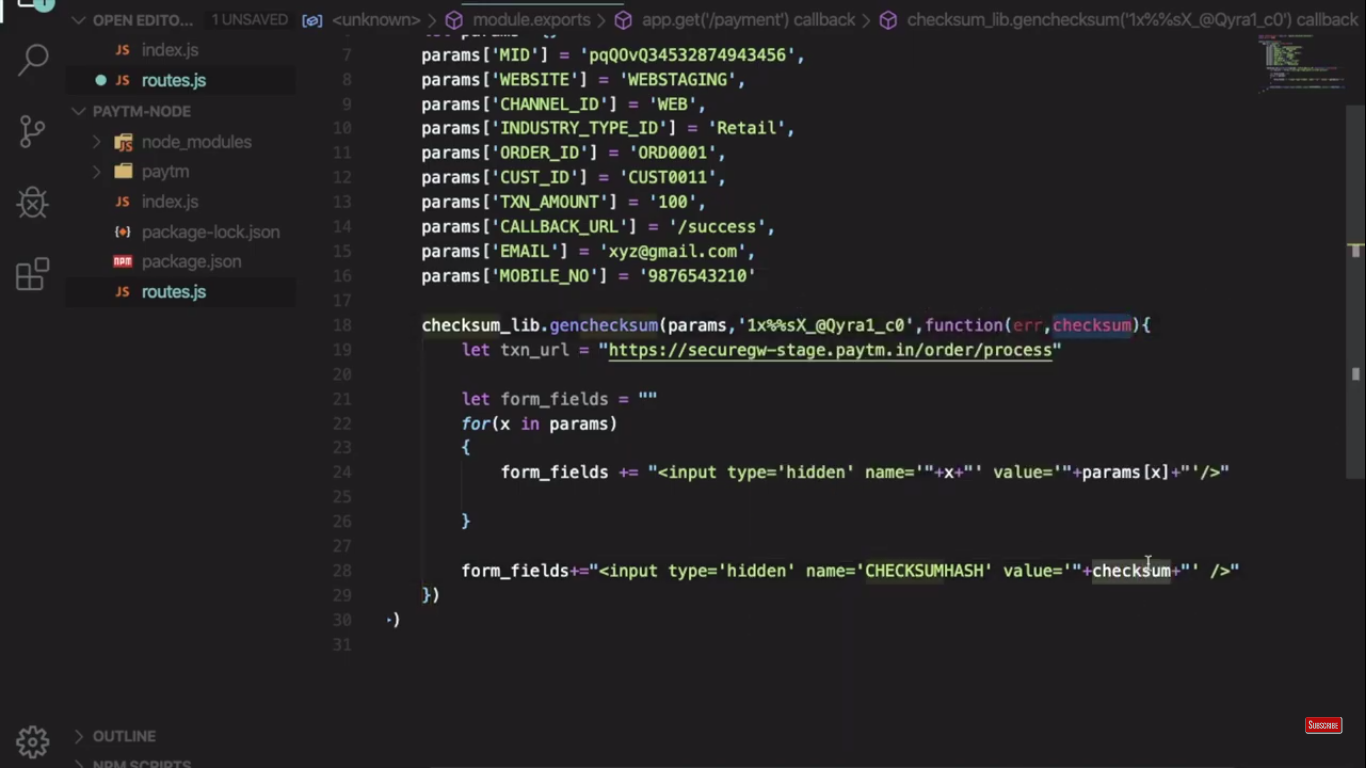 OPEN EDITO... 1 UNSAVED <unknown> > module.exports > app.get('/payment') callback > checksum_lib.genchecksum('1x%%sX_@Qyra1_c0') callback
JS index.js
JS routes.js
PAYTM-NODE
node_modules
paytm
JS index.js
package-lock.json
npm package.json
JS routes.js
7 params['MID'] = 'pqQOvQ34532874943456',
8 params['WEBSITE'] = 'WEBSTAGING',
9 params['CHANNEL_ID'] = 'WEB',
10 params['INDUSTRY_TYPE_ID'] = 'Retail',
11 params['ORDER_ID'] = 'ORD0001',
12 params['CUST_ID'] = 'CUST0011',
13 params['TXN_AMOUNT'] = '100',
14 params['CALLBACK_URL'] = '/success',
15 params['EMAIL'] = 'xyz@gmail.com',
16 params['MOBILE_NO'] = '9876543210'
17
18 checksum_lib.genchecksum(params,'1x%%sX_@Qyra1_c0',function(err,checksum){
19 let txn_url = "https://securegw-stage.paytm.in/order/process"
20
21 let form_fields = ""
22 for(x in params)
23 {
24 form_fields += "<input type='hidden' name='"+x+"' value='"+params[x]+"'/>"
25
26 }
27
28 form_fields+="<input type='hidden' name='CHECKSUMHASH' value='"+checksum+"' />"
29 })
30 )
31
OUTLINE
NPM SCRIPTS
SUBSCRIBE